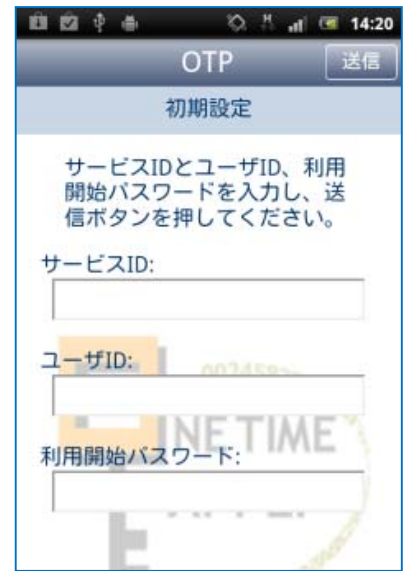 14:20
OTP
送信
初期設定
サービスIDとユーザID、利用
開始パスワードを入力し、送
信ボタンを押してください。
サービスID:
ユーザID:
NETIME
利用開始パスワード: